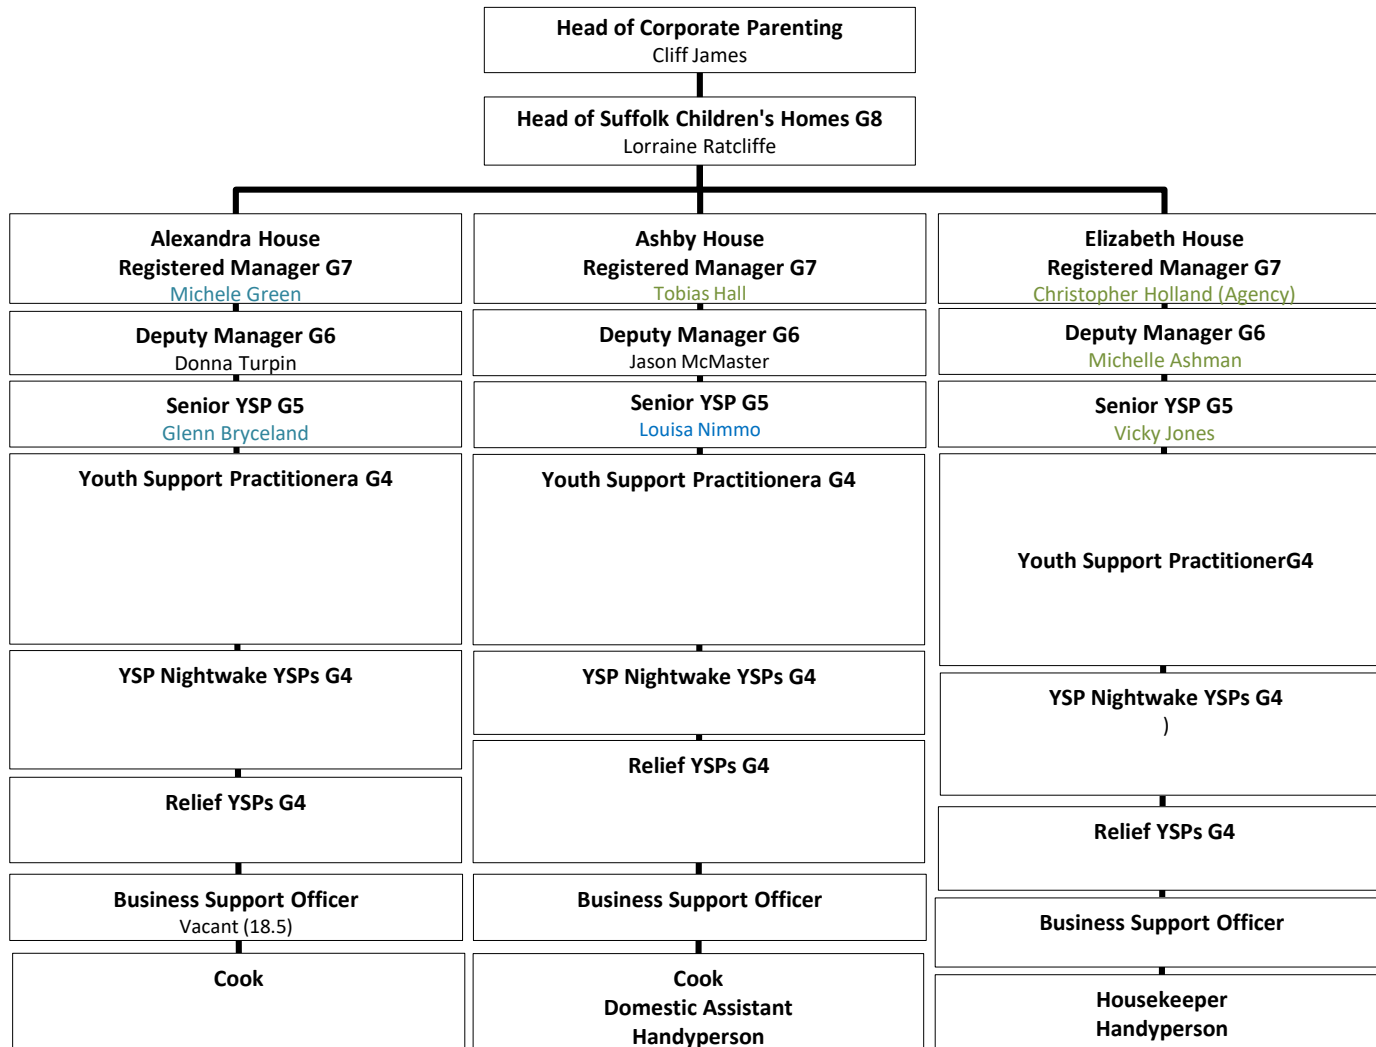 Head of Corporate Parenting
Cliff James
Head of Suffolk Children's Homes G8
Lorraine Ratcliffe
Alexandra House
Registered Manager G7
Michele Green
Deputy Manager G6
Donna Turpin
Senior YSP G5
Glenn Bryceland
Youth Support Practitionera G4
YSP Nightwake YSPs G4
Relief YSPs G4
Business Support Officer
Vacant (18.5)
Cook
Ashby House
Registered Manager G7
Tobias Hall
Deputy Manager G6
Jason McMaster
Senior YSP G5
Louisa Nimmo
Youth Support Practitionera G4
YSP Nightwake YSPs G4
Relief YSPs G4
Business Support Officer
Cook
Domestic Assistant
Handyperson
Elizabeth House
Registered Manager G7
Christopher Holland (Agency)
Deputy Manager G6
Michelle Ashman
Senior YSP G5
Vicky Jones
Youth Support PractitionerG4
YSP Nightwake YSPs G4
)
Relief YSPs G4
Business Support Officer
Housekeeper
Handyperson